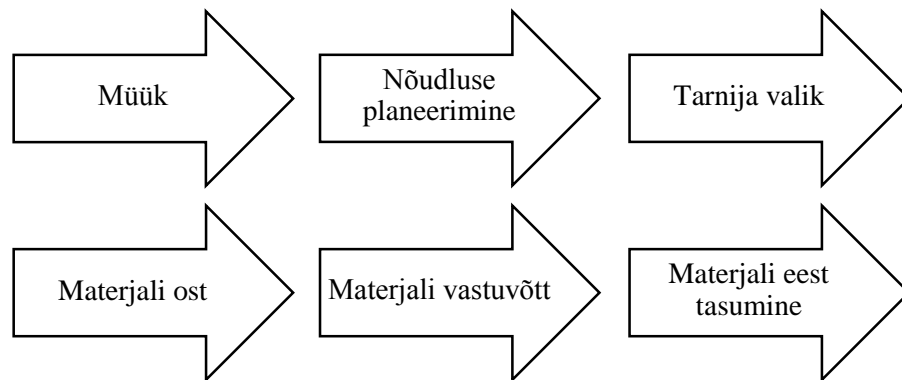 Müük
Nõudluse
planeerimine
Tarnija valik
Materjali ost
Materjali vastuvõtt
Materjali eest
tasumine